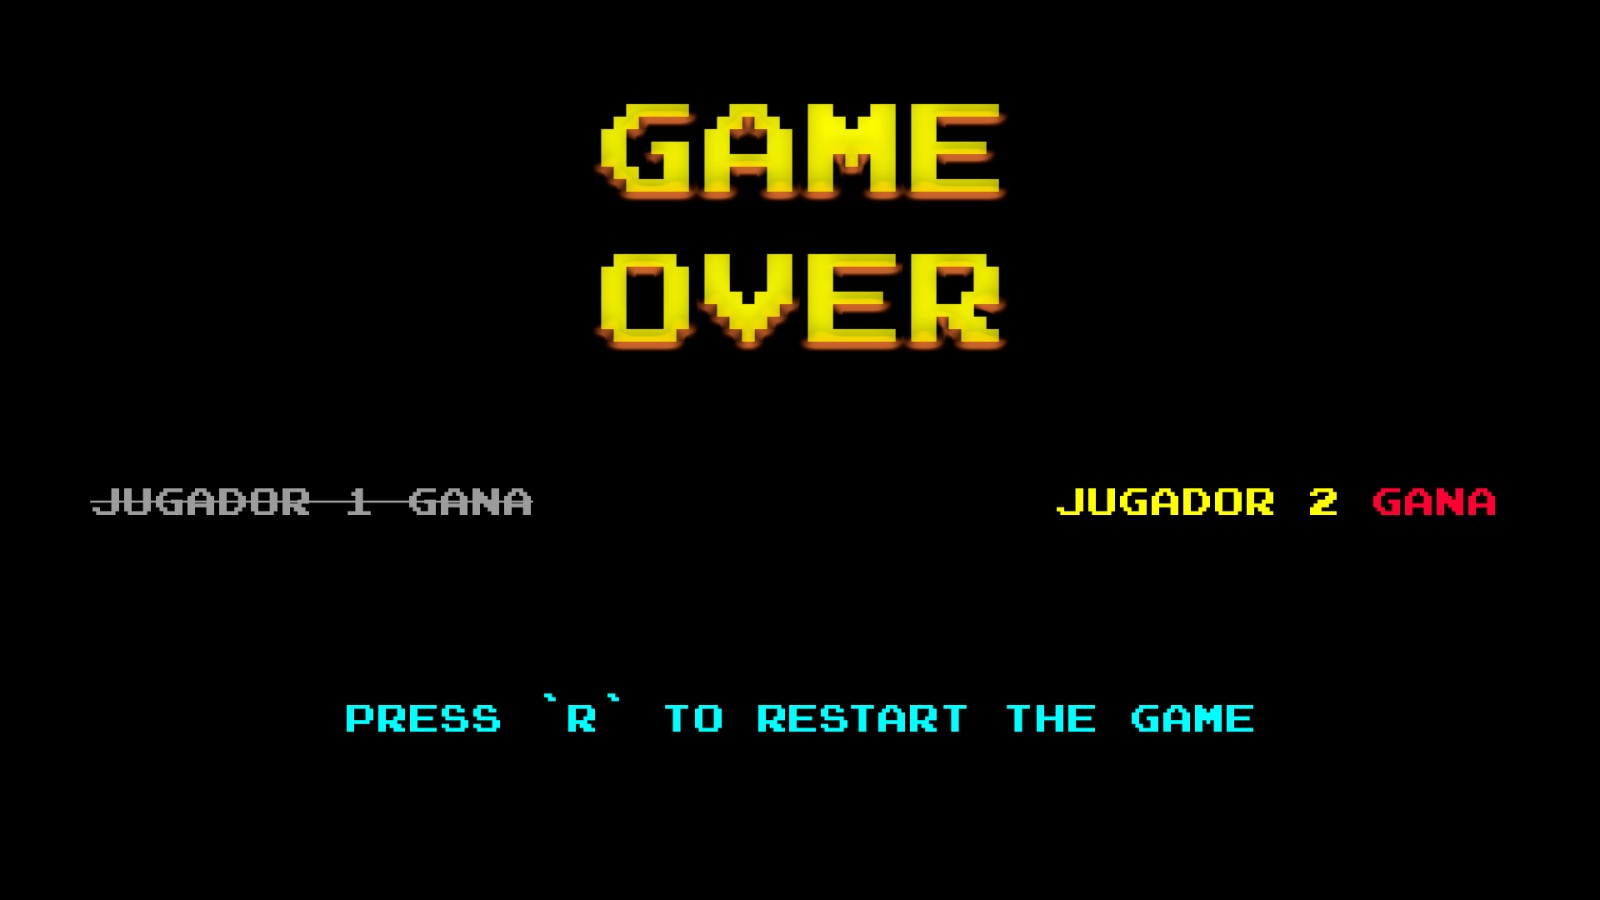 GAME
OVER
JUGADOR 1 GANA
JUGADOR 2 GANA
PRESS `R` TO RESTART THE GAME